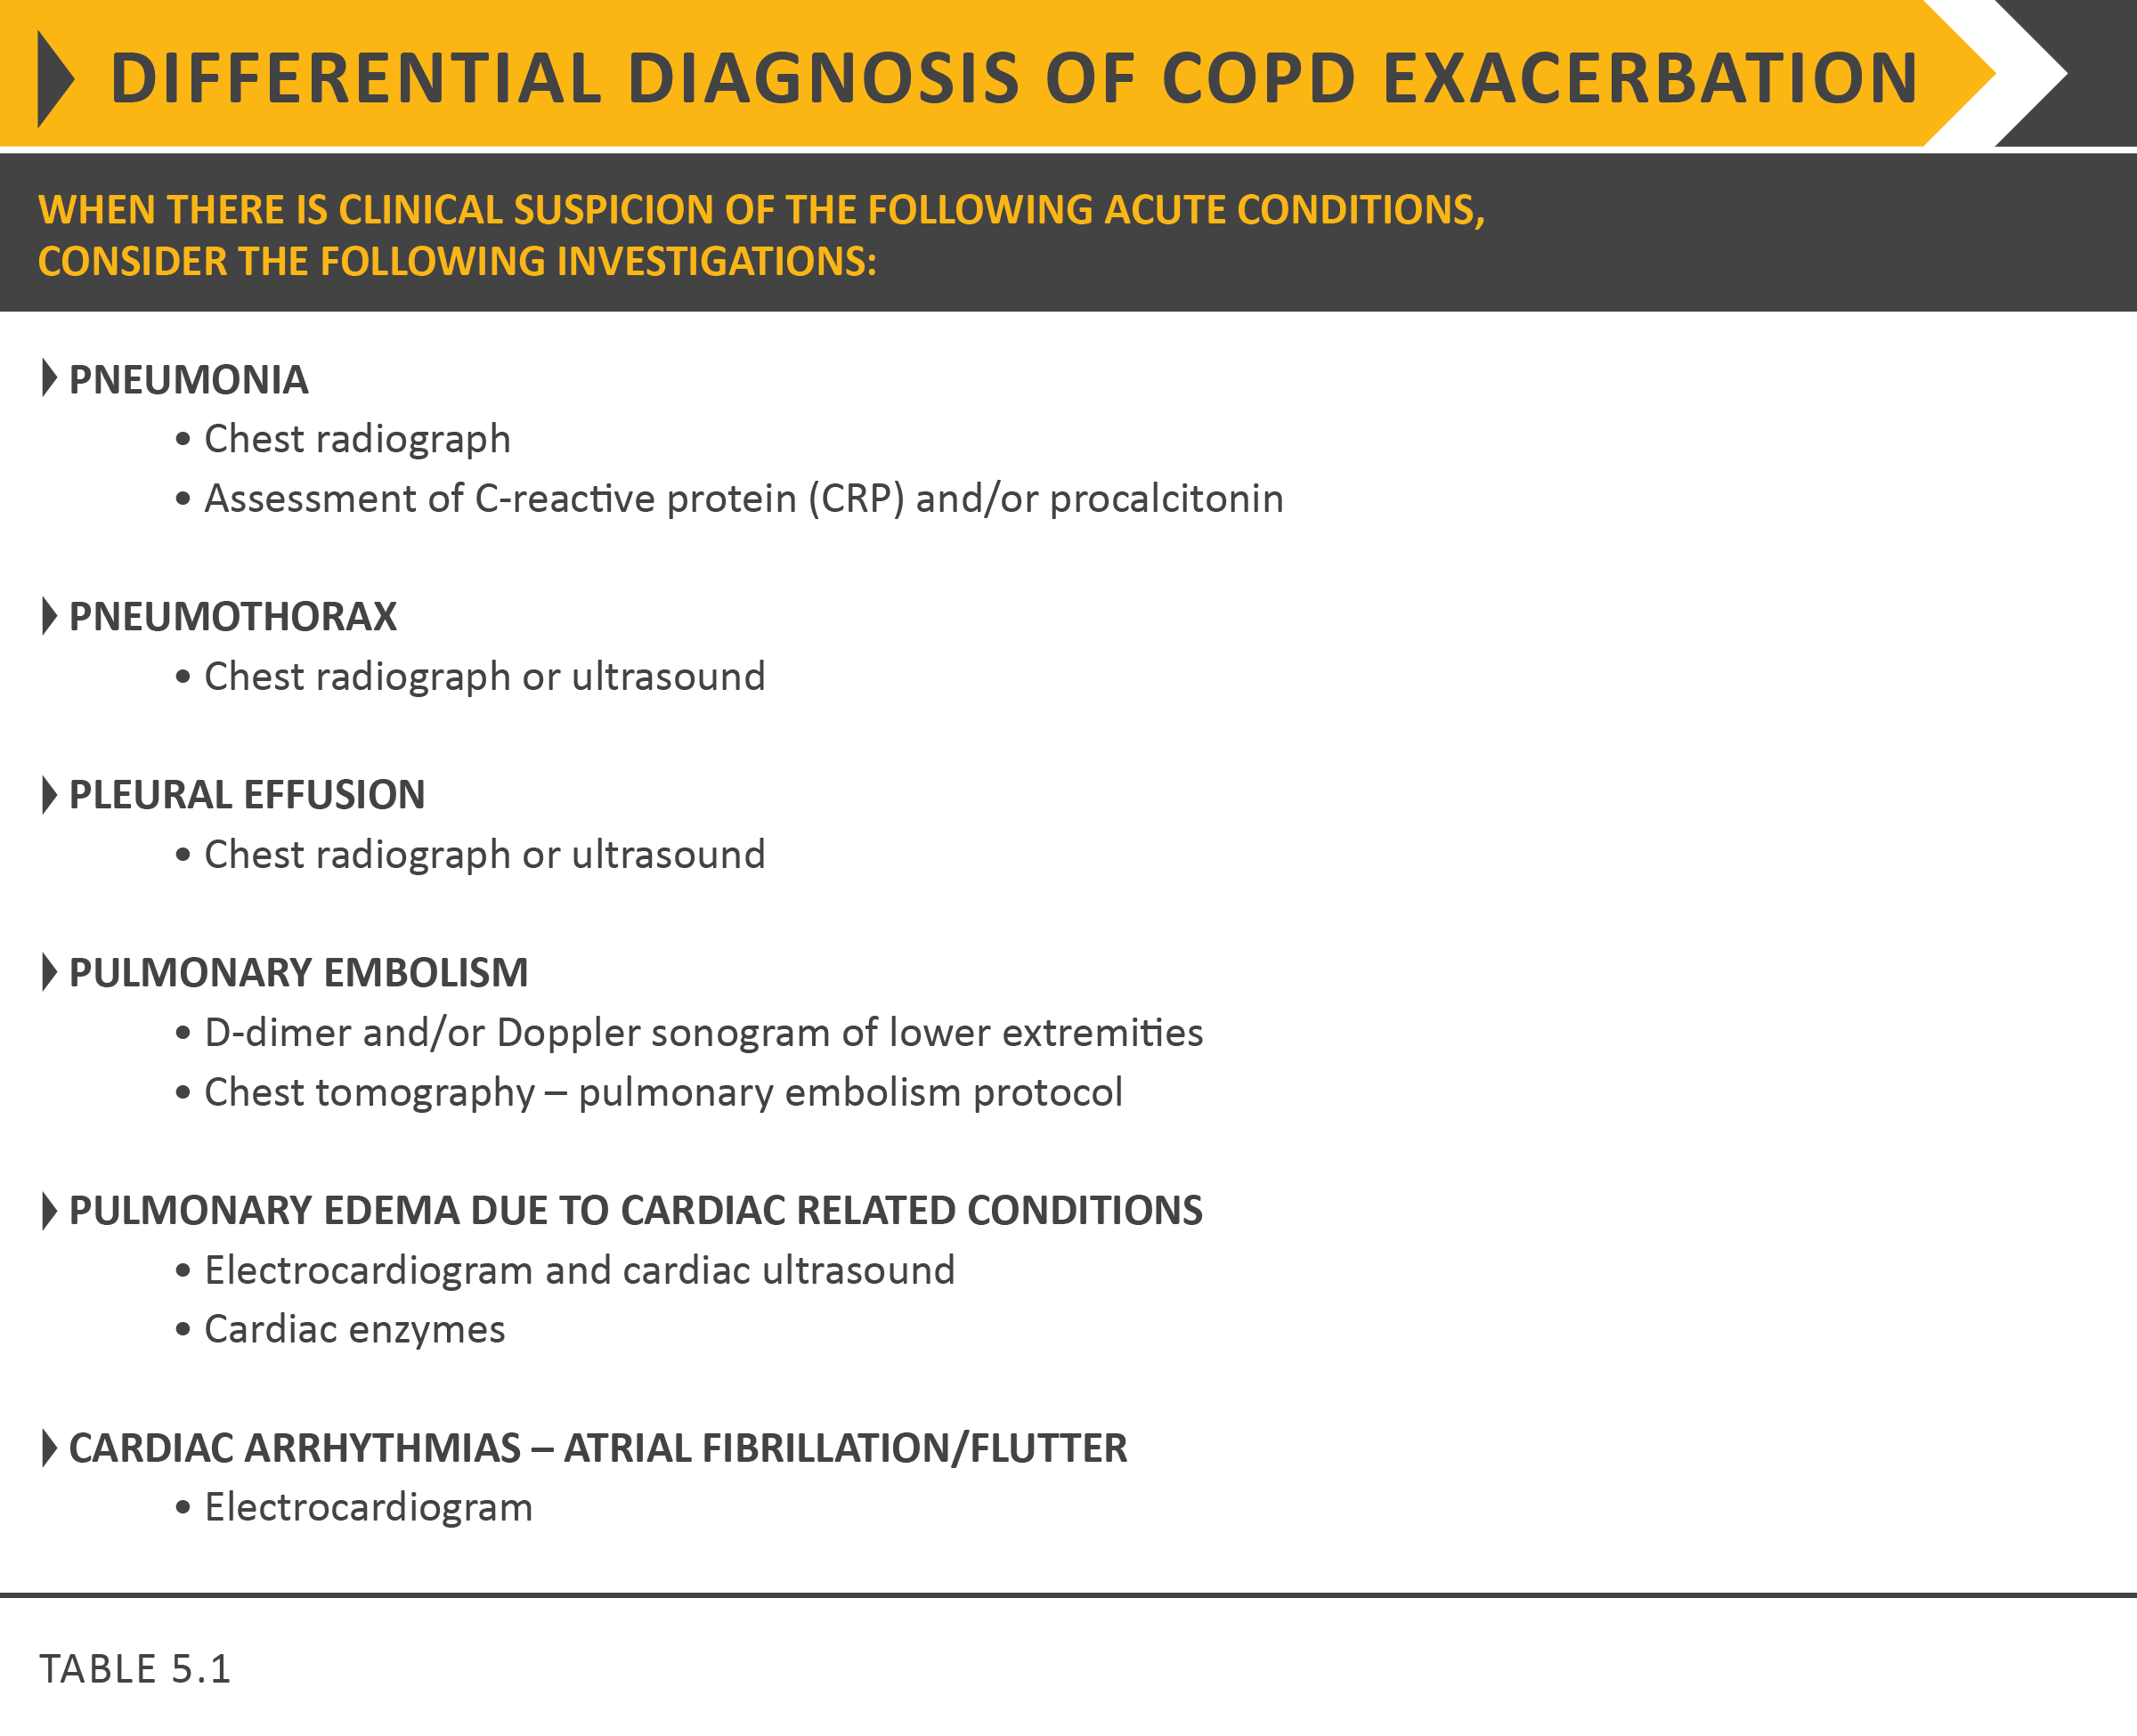 DIFFERENTIAL DIAGNOSIS OF COPD EXACERBATION
WHEN THERE IS CLINICAL SUSPICION OF THE FOLLOWING ACUTE CONDITIONS,
CONSIDER THE FOLLOWING INVESTIGATIONS:
PNEUMONIA
• Chest radiograph
• Assessment of C-reactive protein (CRP) and/or procalcitonin
PNEUMOTHORAX
• Chest radiograph or ultrasound
PLEURAL EFFUSION
• Chest radiograph or ultrasound
PULMONARY EMBOLISM
• D-dimer and/or Doppler sonogram of lower extremities
• Chest tomography – pulmonary embolism protocol
PULMONARY EDEMA DUE TO CARDIAC RELATED CONDITIONS
• Electrocardiogram and cardiac ultrasound
• Cardiac enzymes
CARDIAC ARRHYTHMIAS – ATRIAL FIBRILLATION/FLUTTER
• Electrocardiogram
TABLE 5.1